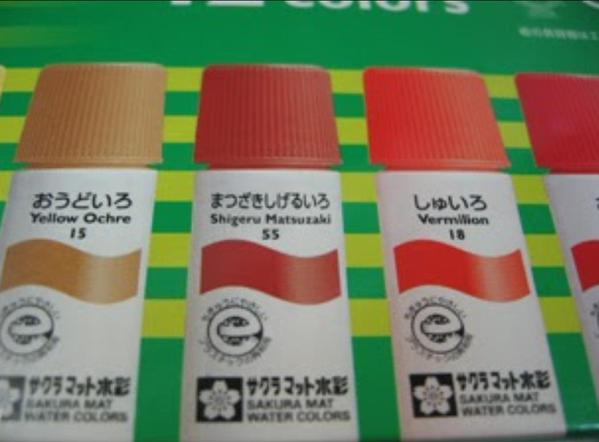 12 colors
おうどいろ
Yellow Ochre
15
サクラマット水彩
SAKURA MAT
WATER COLORS
まつざきしげるいろ
Shigeru Matsuzaki
55
サクラマット水彩
SAKURA MAT
WATER COLORS
しゅいろ
Vermilion
18
サクラマット水彩
SAKURA MAT
WATER COLORS